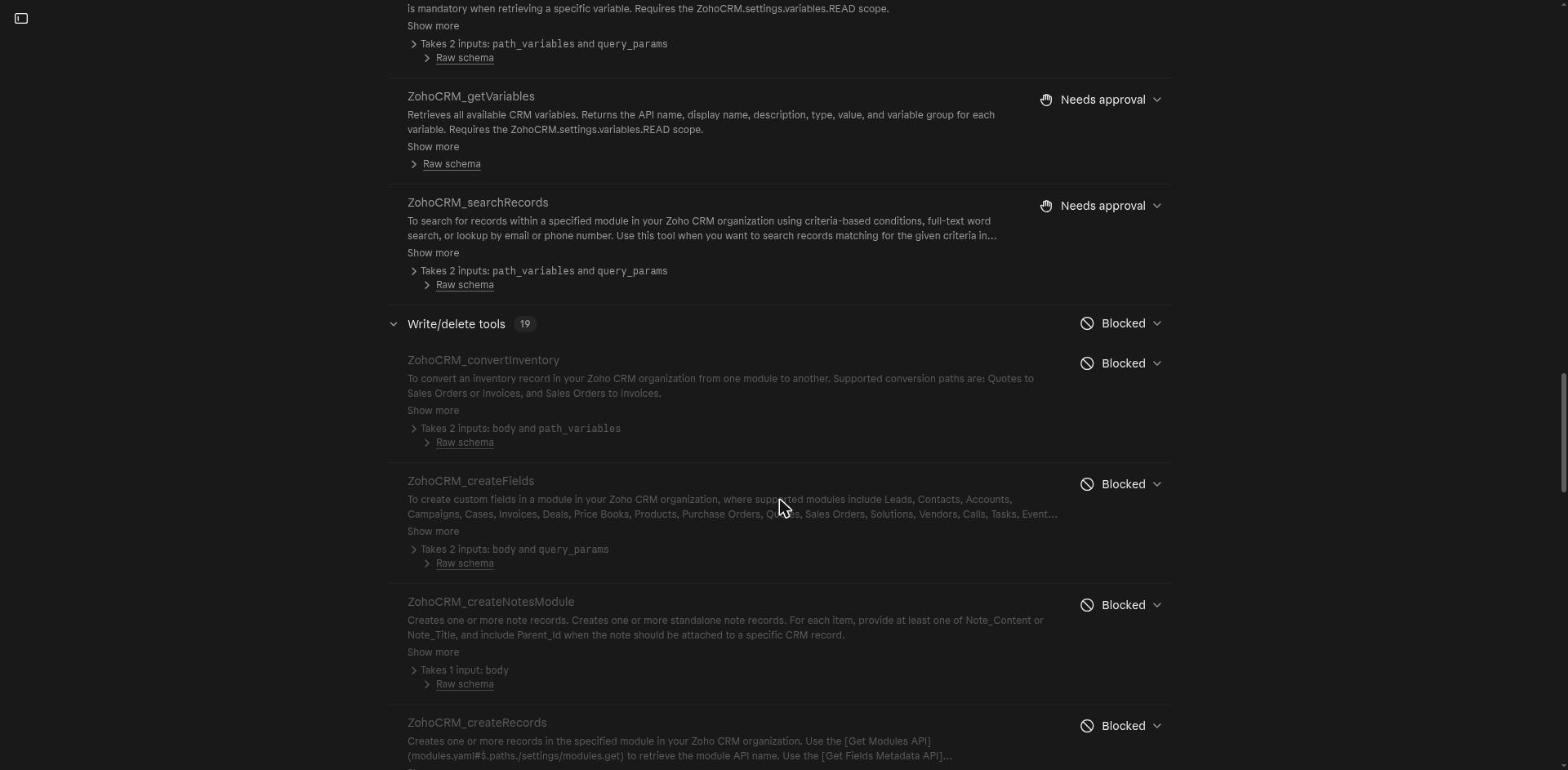 is mandatory when retrieving a specific variable. Requires the ZohoCRM.settings.variables.READ scope.
Show more
Takes 2 inputs: path_variables and query_params
Raw schema
ZohoCRM_getVariables
Needs approval
Retrieves all available CRM variables. Returns the API name, display name, description, type, value, and variable group for each
variable. Requires the ZohoCRM.settings.variables.READ scope.
Show more
Raw schema
ZohoCRM_searchRecords
Needs approval
To search for records within a specified module in your Zoho CRM organization using criteria-based conditions, full-text word
search, or lookup by email or phone number. Use this tool when you want to search records matching for the given criteria in...
Show more
Takes 2 inputs: path_variables and query_params
Raw schema
Write/delete tools 19
Blocked
ZohoCRM_convertInventory
Blocked
To convert an inventory record in your Zoho CRM organization from one module to another. Supported conversion paths are: Quotes to
Sales Orders or Invoices, and Sales Orders to Invoices.
Show more
Takes 2 inputs: body and path_variables
Raw schema
ZohoCRM_createFields
Blocked
To create custom fields in a module in your Zoho CRM organization, where supported modules include Leads, Contacts, Accounts,
Campaigns, Cases, Invoices, Deals, Price Books, Products, Purchase Orders, Quotes, Sales Orders, Solutions, Vendors, Calls, Tasks, Event...
Show more
Takes 2 inputs: body and query_params
Raw schema
ZohoCRM_createNotesModule
Blocked
Creates one or more note records. Creates one or more standalone note records. For each item, provide at least one of Note_Content or
Note_Title, and include Parent_Id when the note should be attached to a specific CRM record.
Show more
Takes 1 input: body
Raw schema
ZohoCRM_createRecords
Blocked
Creates one or more records in the specified module in your Zoho CRM organization. Use the [Get Modules API]
(modules.yaml#$.paths./settings/modules.get) to retrieve the module API name. Use the [Get Fields Metadata API]...